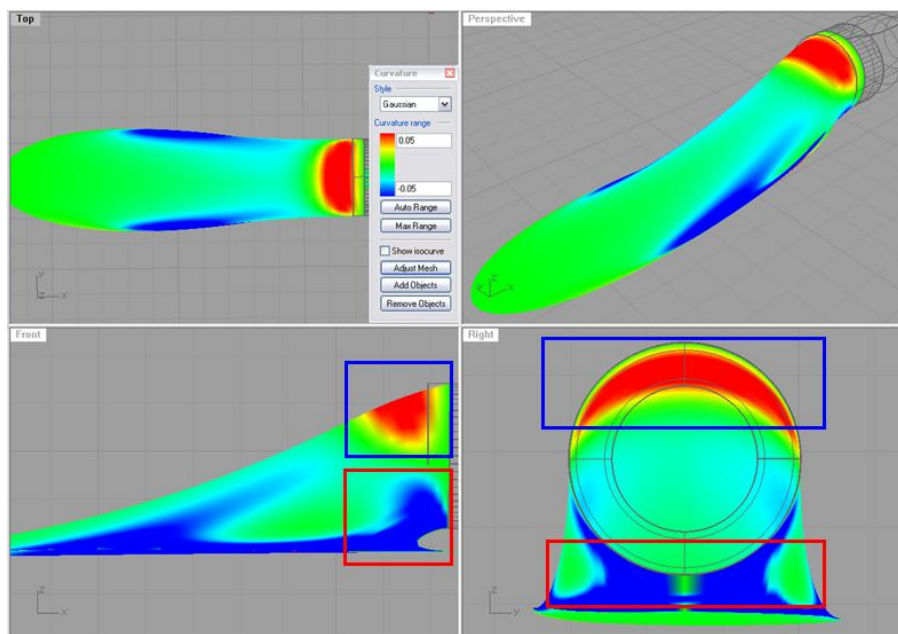 Top
Perspective
Curvature
Style
Gaussian
Curvature range
0.05
-0.05
Auto Range
Max Range
Show isocurve
Adjust Mesh
Add Objects
Remove Objects
y
z x
z
y x
Front
Right
z
x
z
y